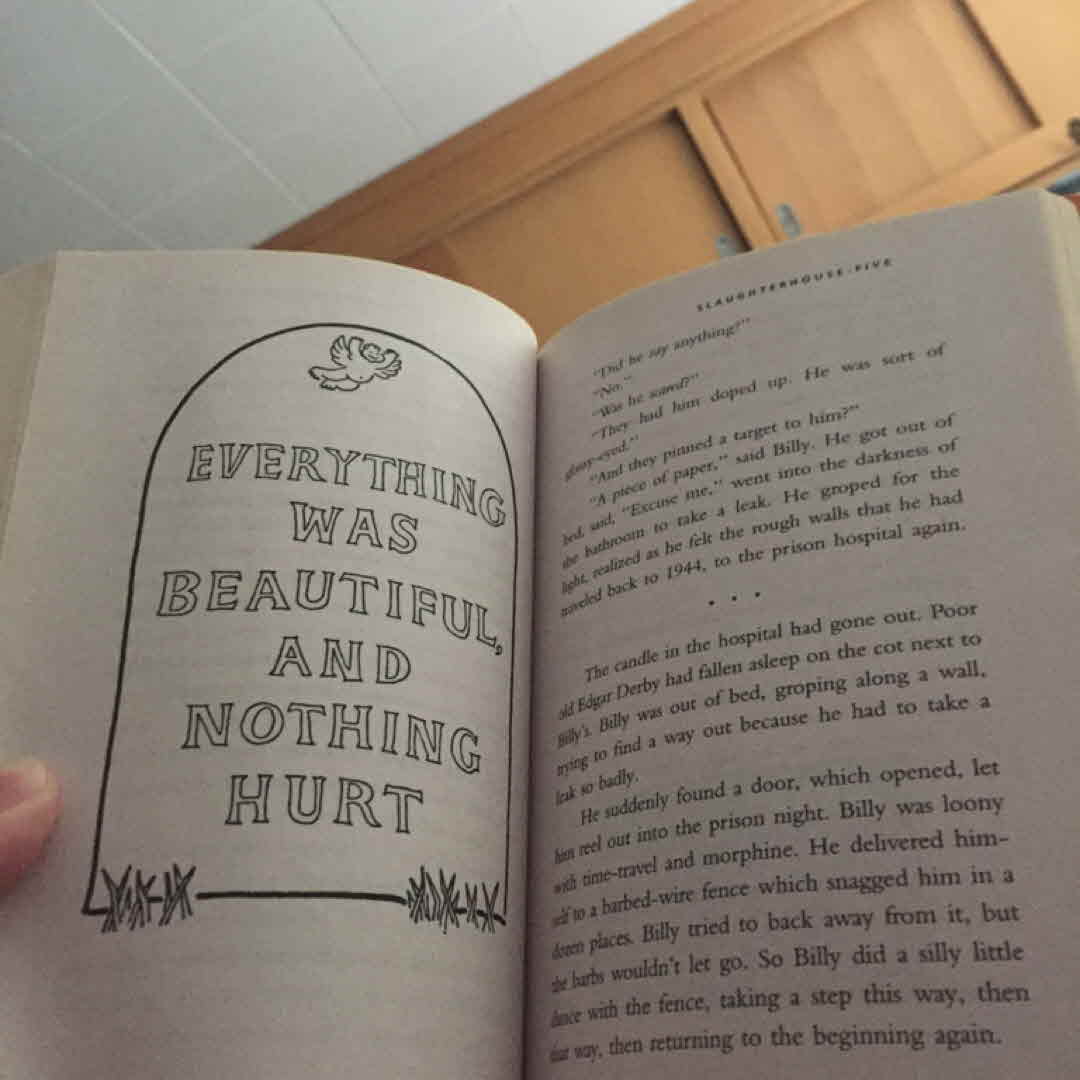 EVERYTHING
WAS
BEAUTIFUL,
AND
NOTHING
HURT
SLAUGHTERHOUSE-FIVE
“Did he say anything?”
“No.”
“Was he scared?”
“They had him doped up. He was sort of
glassy-eyed.”
“And they pinned a target to him?”
“A piece of paper,” said Billy. He got out of
bed, said, “Excuse me,” went into the darkness of
the bathroom to take a leak. He groped for the
light, realized as he felt the rough walls that he had
traveled back to 1944, to the prison hospital again.
• • •
The candle in the hospital had gone out. Poor
old Edgar Derby had fallen asleep on the cot next to
Billy’s. Billy was out of bed, groping along a wall,
trying to find a way out because he had to take a
leak so badly.
He suddenly found a door, which opened, let
him reel out into the prison night. Billy was loony
with time-travel and morphine. He delivered him-
self to a barbed-wire fence which snagged him in a
dozen places. Billy tried to back away from it, but
the barbs wouldn’t let go. So Billy did a silly little
dance with the fence, taking a step this way, then
that way, then returning to the beginning again.